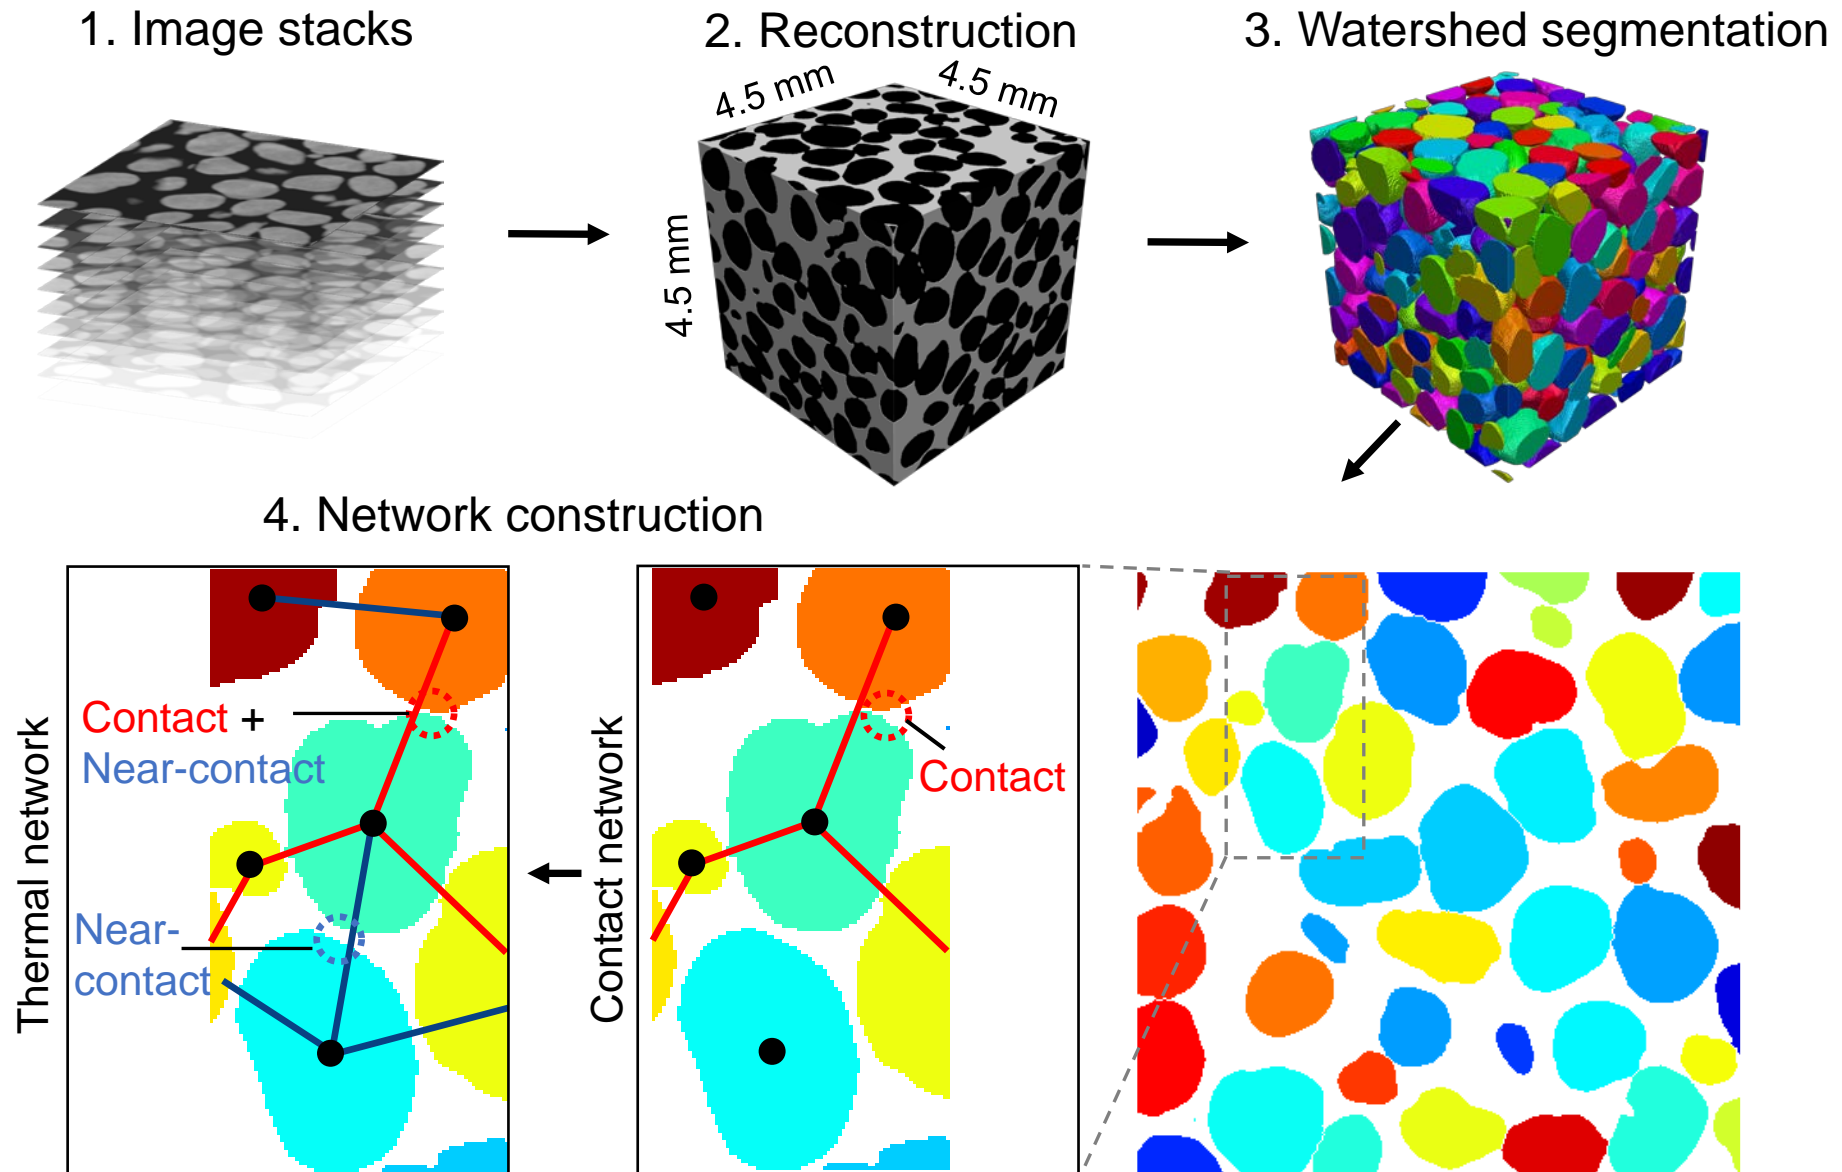 1. Image stacks
2. Reconstruction
3. Watershed segmentation
4.5 mm
4.5 mm
4.5 mm
4. Network construction
Thermal network
Contact +
Near-contact
Near-
contact
Contact network
Contact